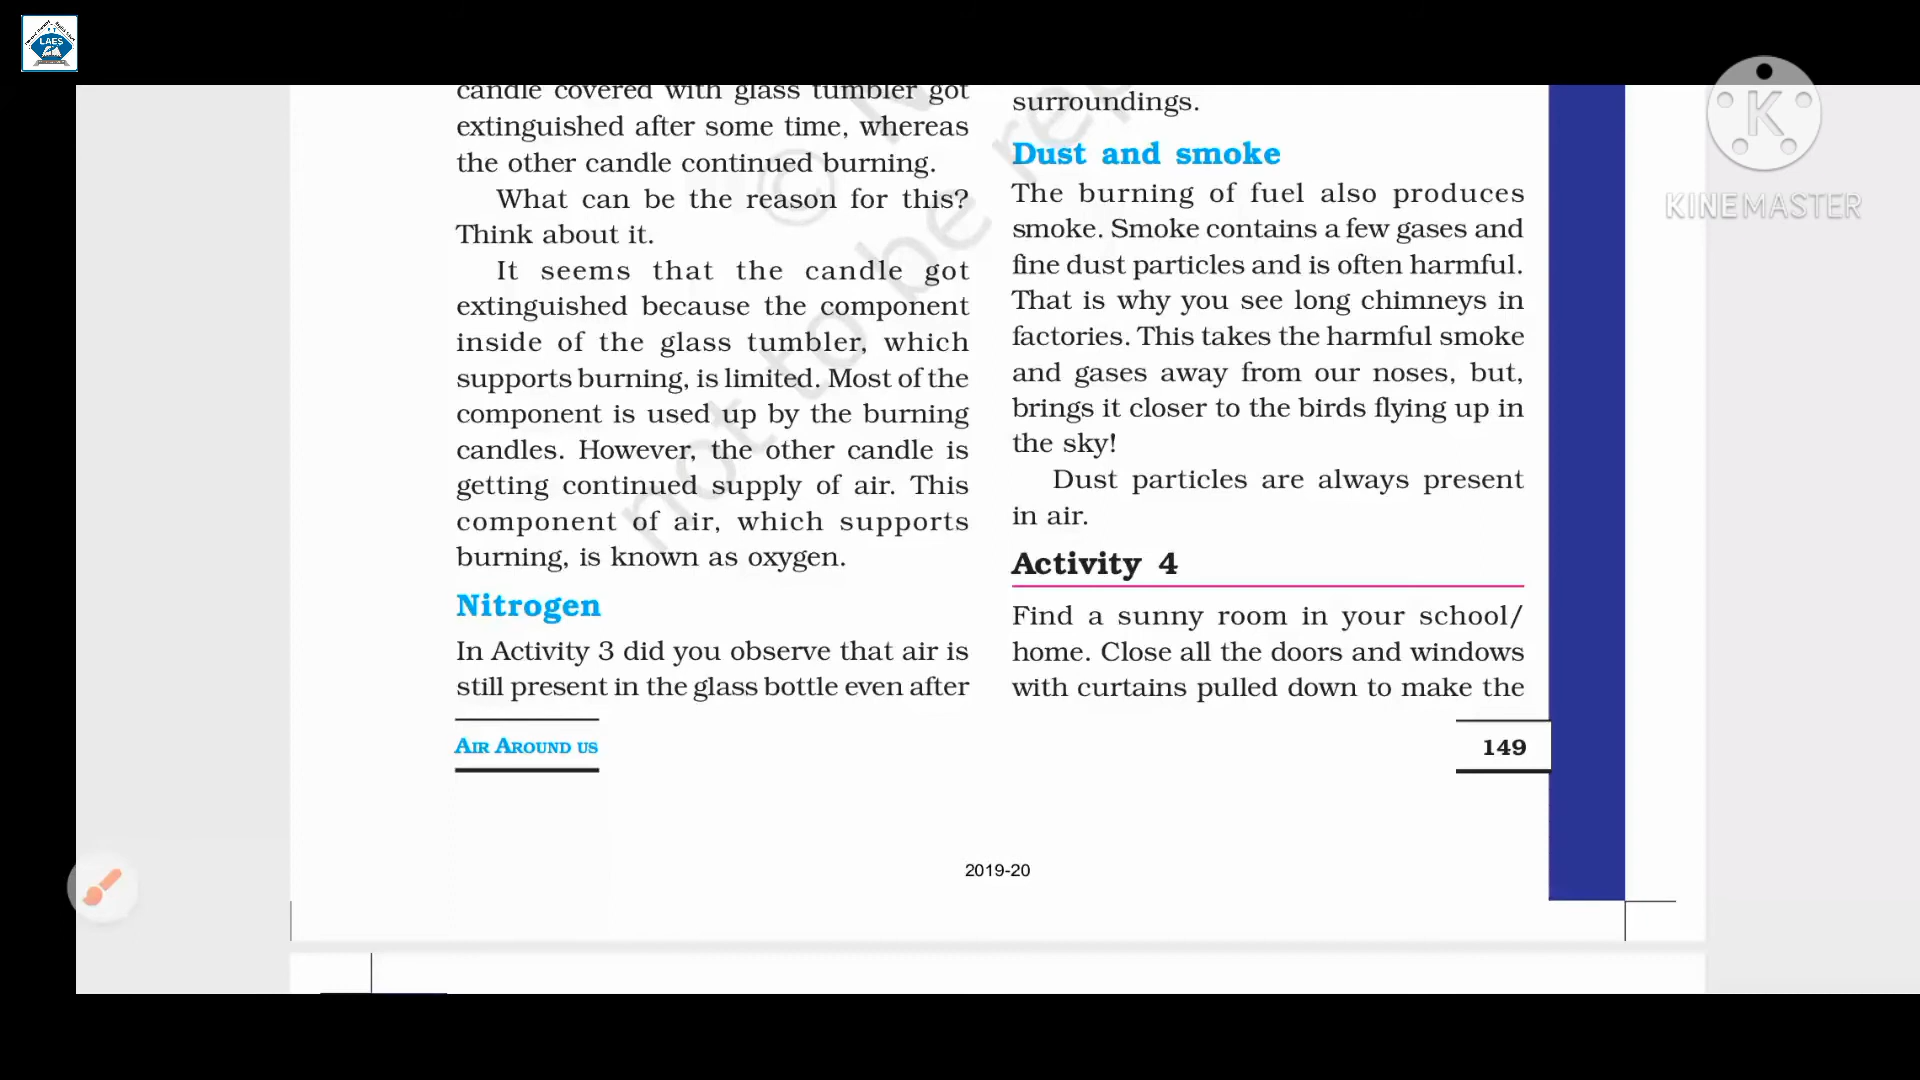 LAES
candle covered with glass tumbler got
extinguished after some time, whereas
the other candle continued burning.
What can be the reason for this?
Think about it.
It seems that the candle got
extinguished because the component
inside of the glass tumbler, which
supports burning, is limited. Most of the
component is used up by the burning
candles. However, the other candle is
getting continued supply of air. This
component of air, which supports
burning, is known as oxygen.
Nitrogen
In Activity 3 did you observe that air is
still present in the glass bottle even after
surroundings.
Dust and smoke
The burning of fuel also produces
smoke. Smoke contains a few gases and
fine dust particles and is often harmful.
That is why you see long chimneys in
factories. This takes the harmful smoke
and gases away from our noses, but,
brings it closer to the birds flying up in
the sky!
Dust particles are always present
in air.
Activity 4
Find a sunny room in your school/
home. Close all the doors and windows
with curtains pulled down to make the
AIR AROUND US
149
2019-20
© N
not to be rep
K
KINEMASTER